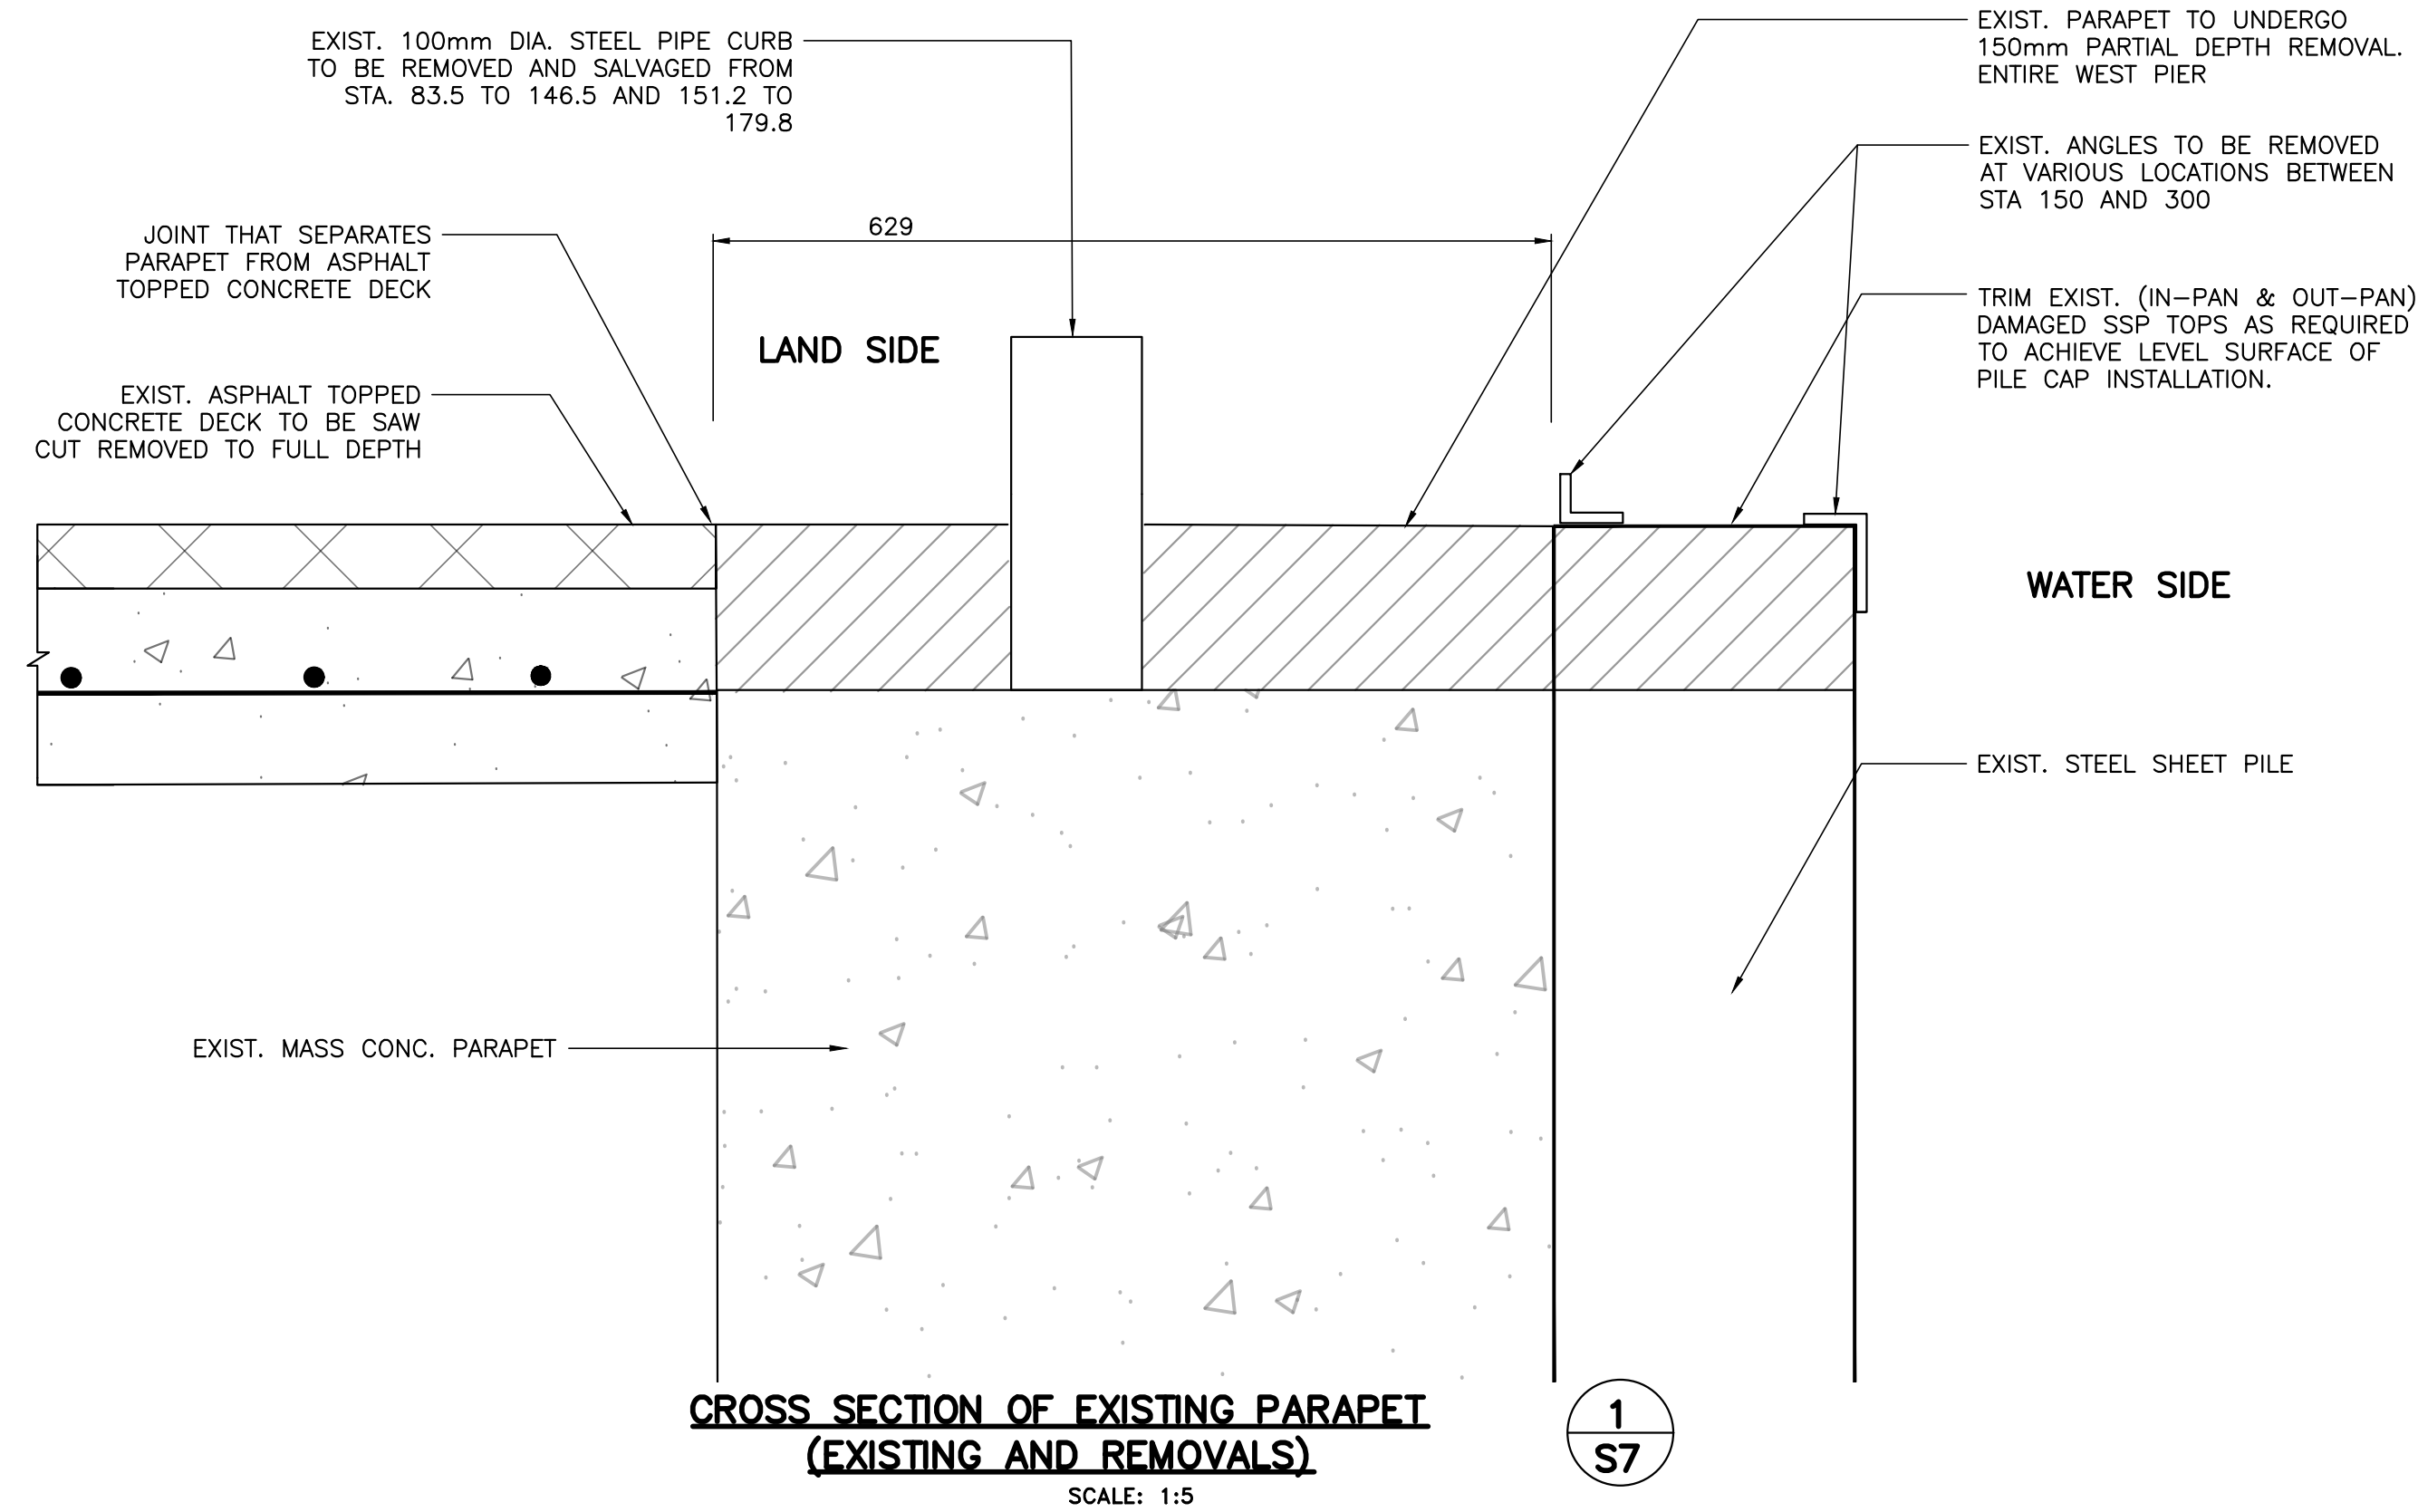 EXIST. 100mm DIA. STEEL PIPE CURB
TO BE REMOVED AND SALVAGED FROM
STA. 83.5 TO 146.5 AND 151.2 TO
179.8
EXIST. PARAPET TO UNDERGO
150mm PARTIAL DEPTH REMOVAL.
ENTIRE WEST PIER
EXIST. ANGLES TO BE REMOVED
AT VARIOUS LOCATIONS BETWEEN
STA 150 AND 300
JOINT THAT SEPARATES
PARAPET FROM ASPHALT
TOPPED CONCRETE DECK
629
TRIM EXIST. (IN-PAN & OUT-PAN)
DAMAGED SSP TOPS AS REQUIRED
TO ACHIEVE LEVEL SURFACE OF
PILE CAP INSTALLATION.
LAND SIDE
EXIST. ASPHALT TOPPED
CONCRETE DECK TO BE SAW
CUT REMOVED TO FULL DEPTH
WATER SIDE
EXIST. STEEL SHEET PILE
EXIST. MASS CONC. PARAPET
CROSS SECTION OF EXISTING PARAPET
(EXISTING AND REMOVALS)
SCALE: 1:5
1
S7